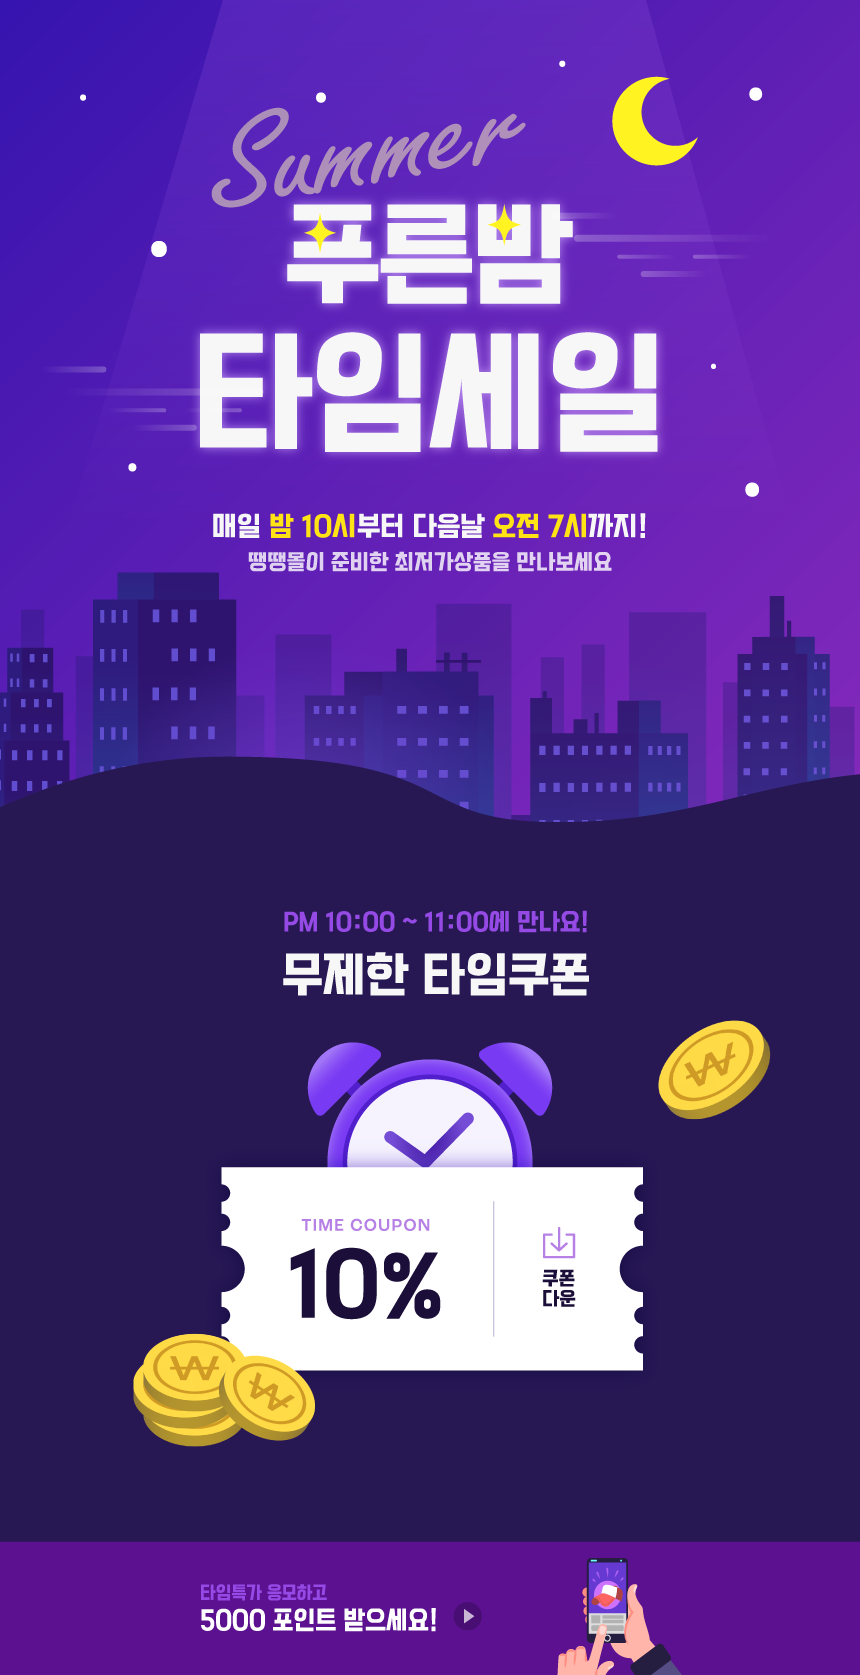 Summer
푸른밤
타임세일
매일 밤 10시부터 다음날 오전 7시까지!
땡땡몰이 준비한 최저가상품을 만나보세요
PM 10:00 ~ 11:00에 만나요!
무제한 타임쿠폰
TIME COUPON
10%
쿠폰
다운
타임특가 응모하고
5000 포인트 받으세요!